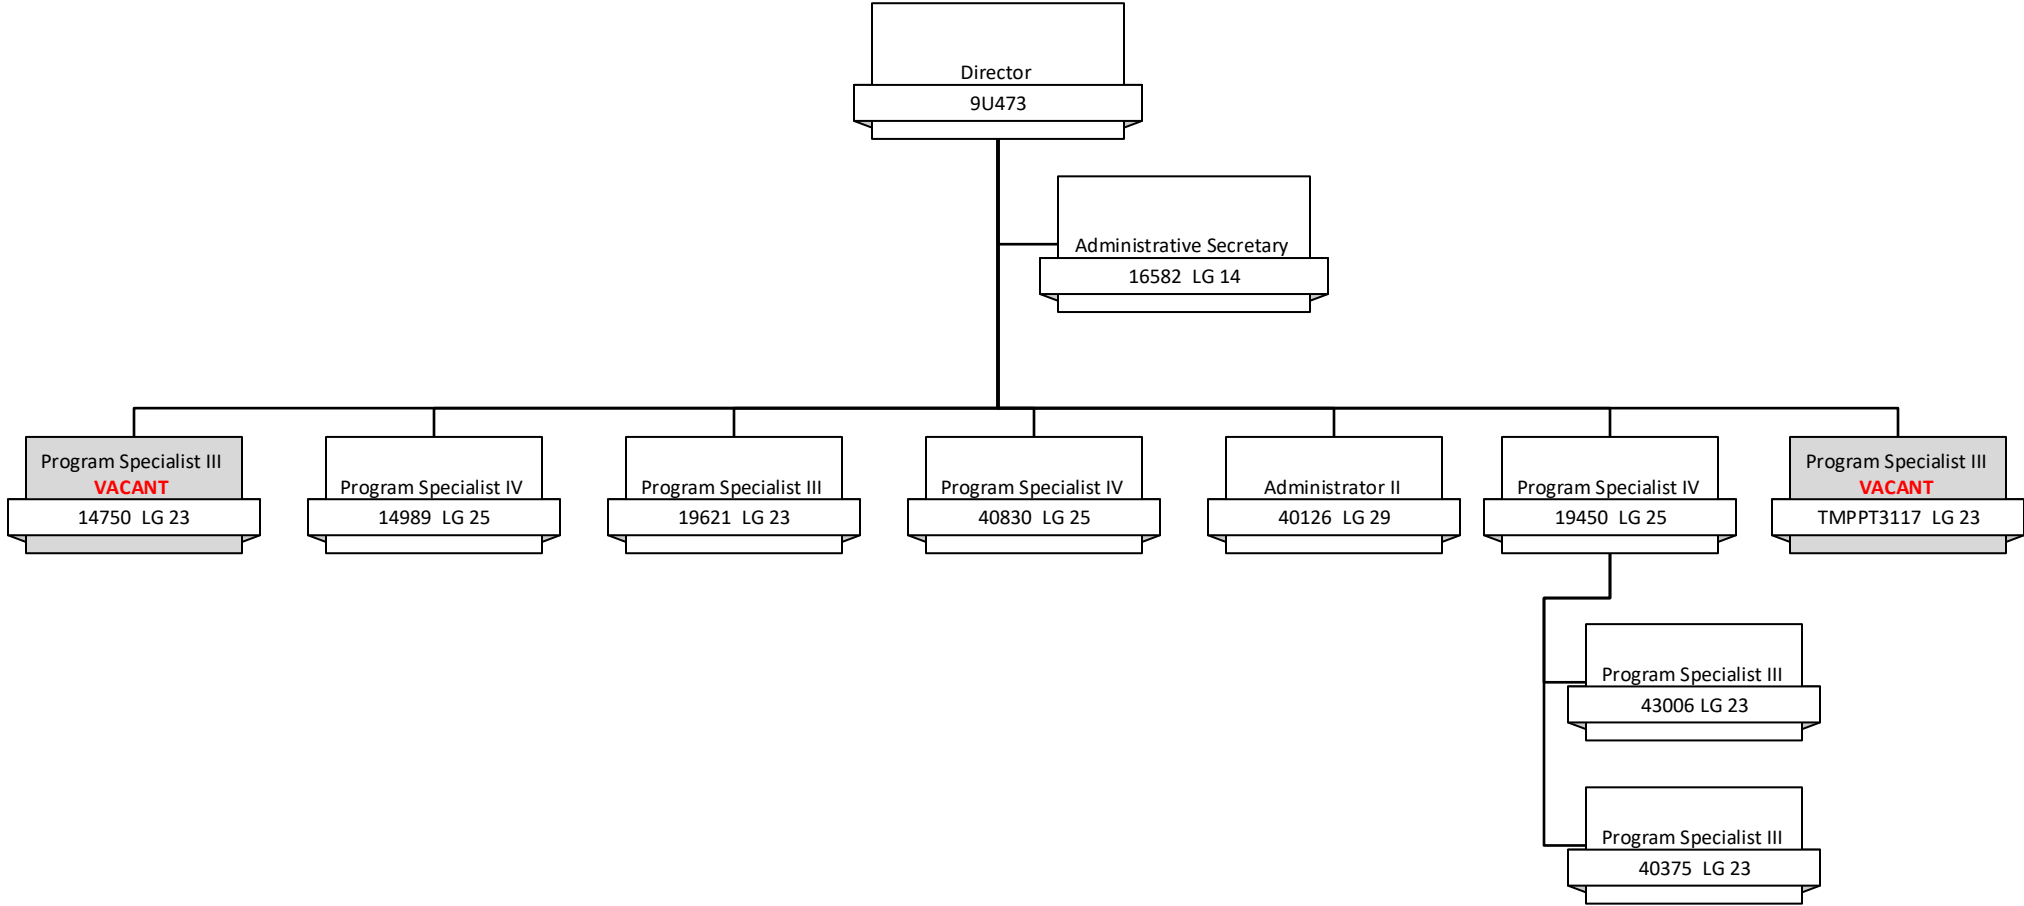 Director
9U473
Administrative Secretary
16582 LG 14
Program Specialist III
VACANT
14750 LG 23
Program Specialist IV
14989 LG 25
Program Specialist III
19621 LG 23
Program Specialist IV
40830 LG 25
Administrator II
40126 LG 29
Program Specialist IV
19450 LG 25
Program Specialist III
VACANT
TMPPT3117 LG 23
Program Specialist III
43006 LG 23
Program Specialist III
40375 LG 23